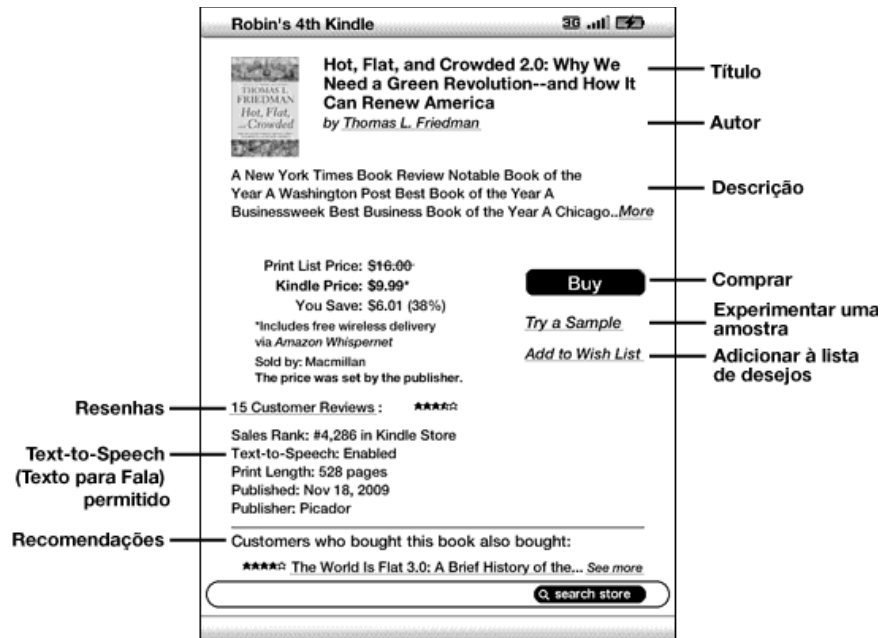 Robin's 4th Kindle
3G
THOMAS L.
FRIEDMAN
Hot, Flat,
and Crowded
Hot, Flat, and Crowded 2.0: Why We
Need a Green Revolution--and How It
Can Renew America
by Thomas L. Friedman
Título
Autor
A New York Times Book Review Notable Book of the
Year A Washington Post Best Book of the Year A
Businessweek Best Business Book of the Year A Chicago..More
Descrição
Print List Price: $16.00
Kindle Price: $9.99*
You Save: $6.01 (38%)
*Includes free wireless delivery
via Amazon Whispernet
Sold by: Macmillan
The price was set by the publisher.
Buy
Comprar
Try a Sample
Experimentar uma
amostra
Add to Wish List
Adicionar à lista
de desejos
Resenhas
15 Customer Reviews :
Sales Rank: #4,286 in Kindle Store
Text-to-Speech: Enabled
Print Length: 528 pages
Published: Nov 18, 2009
Publisher: Picador
Text-to-Speech
(Texto para Fala)
permitido
Recomendações
Customers who bought this book also bought:
The World Is Flat 3.0: A Brief History of the... See more
search store